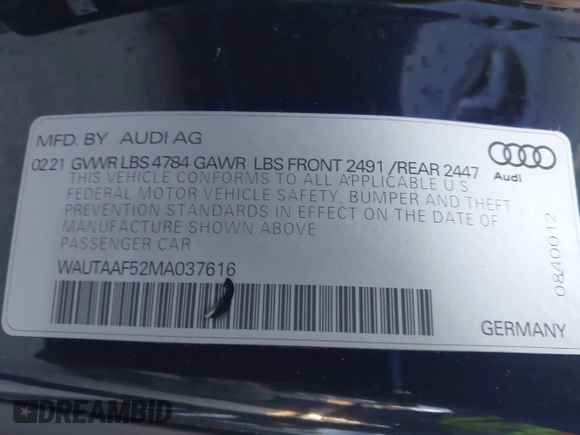 MFD. BY AUDI AG
02 21 GVWR LBS 4784 GAWR LBS FRONT 2491 /REAR 2447
THIS VEHICLE CONFORMS TO ALL APPLICABLE U.S.
FEDERAL MOTOR VEHICLE SAFETY, BUMPER AND THEFT
PREVENTION STANDARDS IN EFFECT ON THE DATE OF
MANUFACTURE SHOWN ABOVE
PASSENGER CAR
WAUTAAF52MA037616
Audi
0840012
GERMANY
DREAMBID